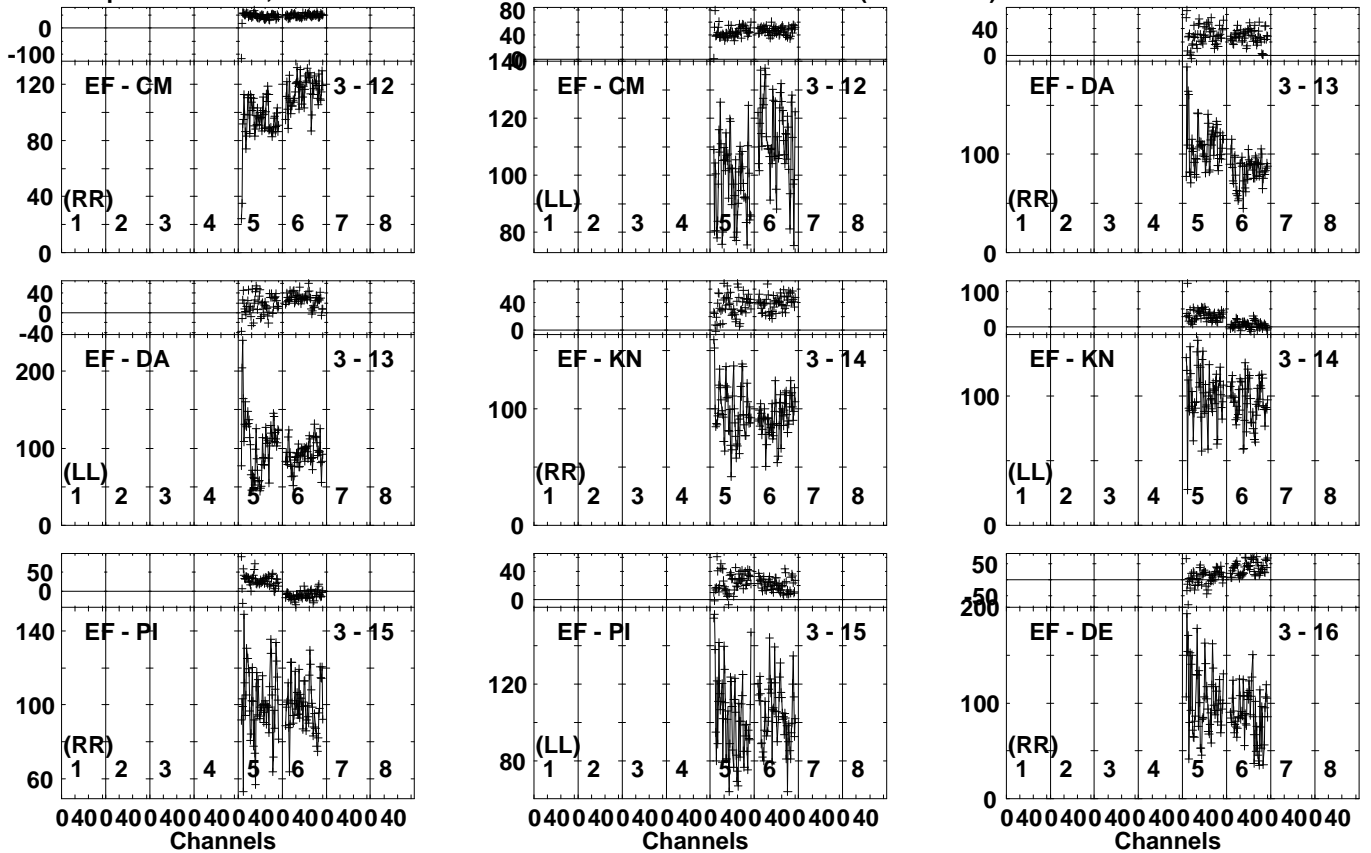 80
0 40 40
-100 0 0
120 EF - CM 3 - 12 140 EF - CM 3 - 12 EF - DA 3 - 13
80 120 100
40 100
(RR) (LL) (RR)
1 2 3 4 5 6 7 8 80 1 2 3 4 5 6 7 8 1 2 3 4 5 6 7 8
0 0
40 40 100
0 0 0
-40
200 EF - DA 3 - 13 EF - KN 3 - 14 EF - KN 3 - 14
100 100 100
(LL) (RR) (LL)
1 2 3 4 5 6 7 8 1 2 3 4 5 6 7 8 1 2 3 4 5 6 7 8
0 0 0
50 40 50
0 0 -50
140 EF - PI 3 - 15 EF - PI 3 - 15 200 EF - DE 3 - 16
100 120 100
(RR) (LL) (RR)
60 1 2 3 4 5 6 7 8 80 1 2 3 4 5 6 7 8 1 2 3 4 5 6 7 8
0
0 40 0 40 0 40 0 40 0 40 0 40 0 40 0 40 0 40 0 40 0 40 0 40 0 40 0 40 0 40 0 40 0 40 0 40 0 40 0 40 0 40 0 40 0 40 0 40
Channels Channels Channels